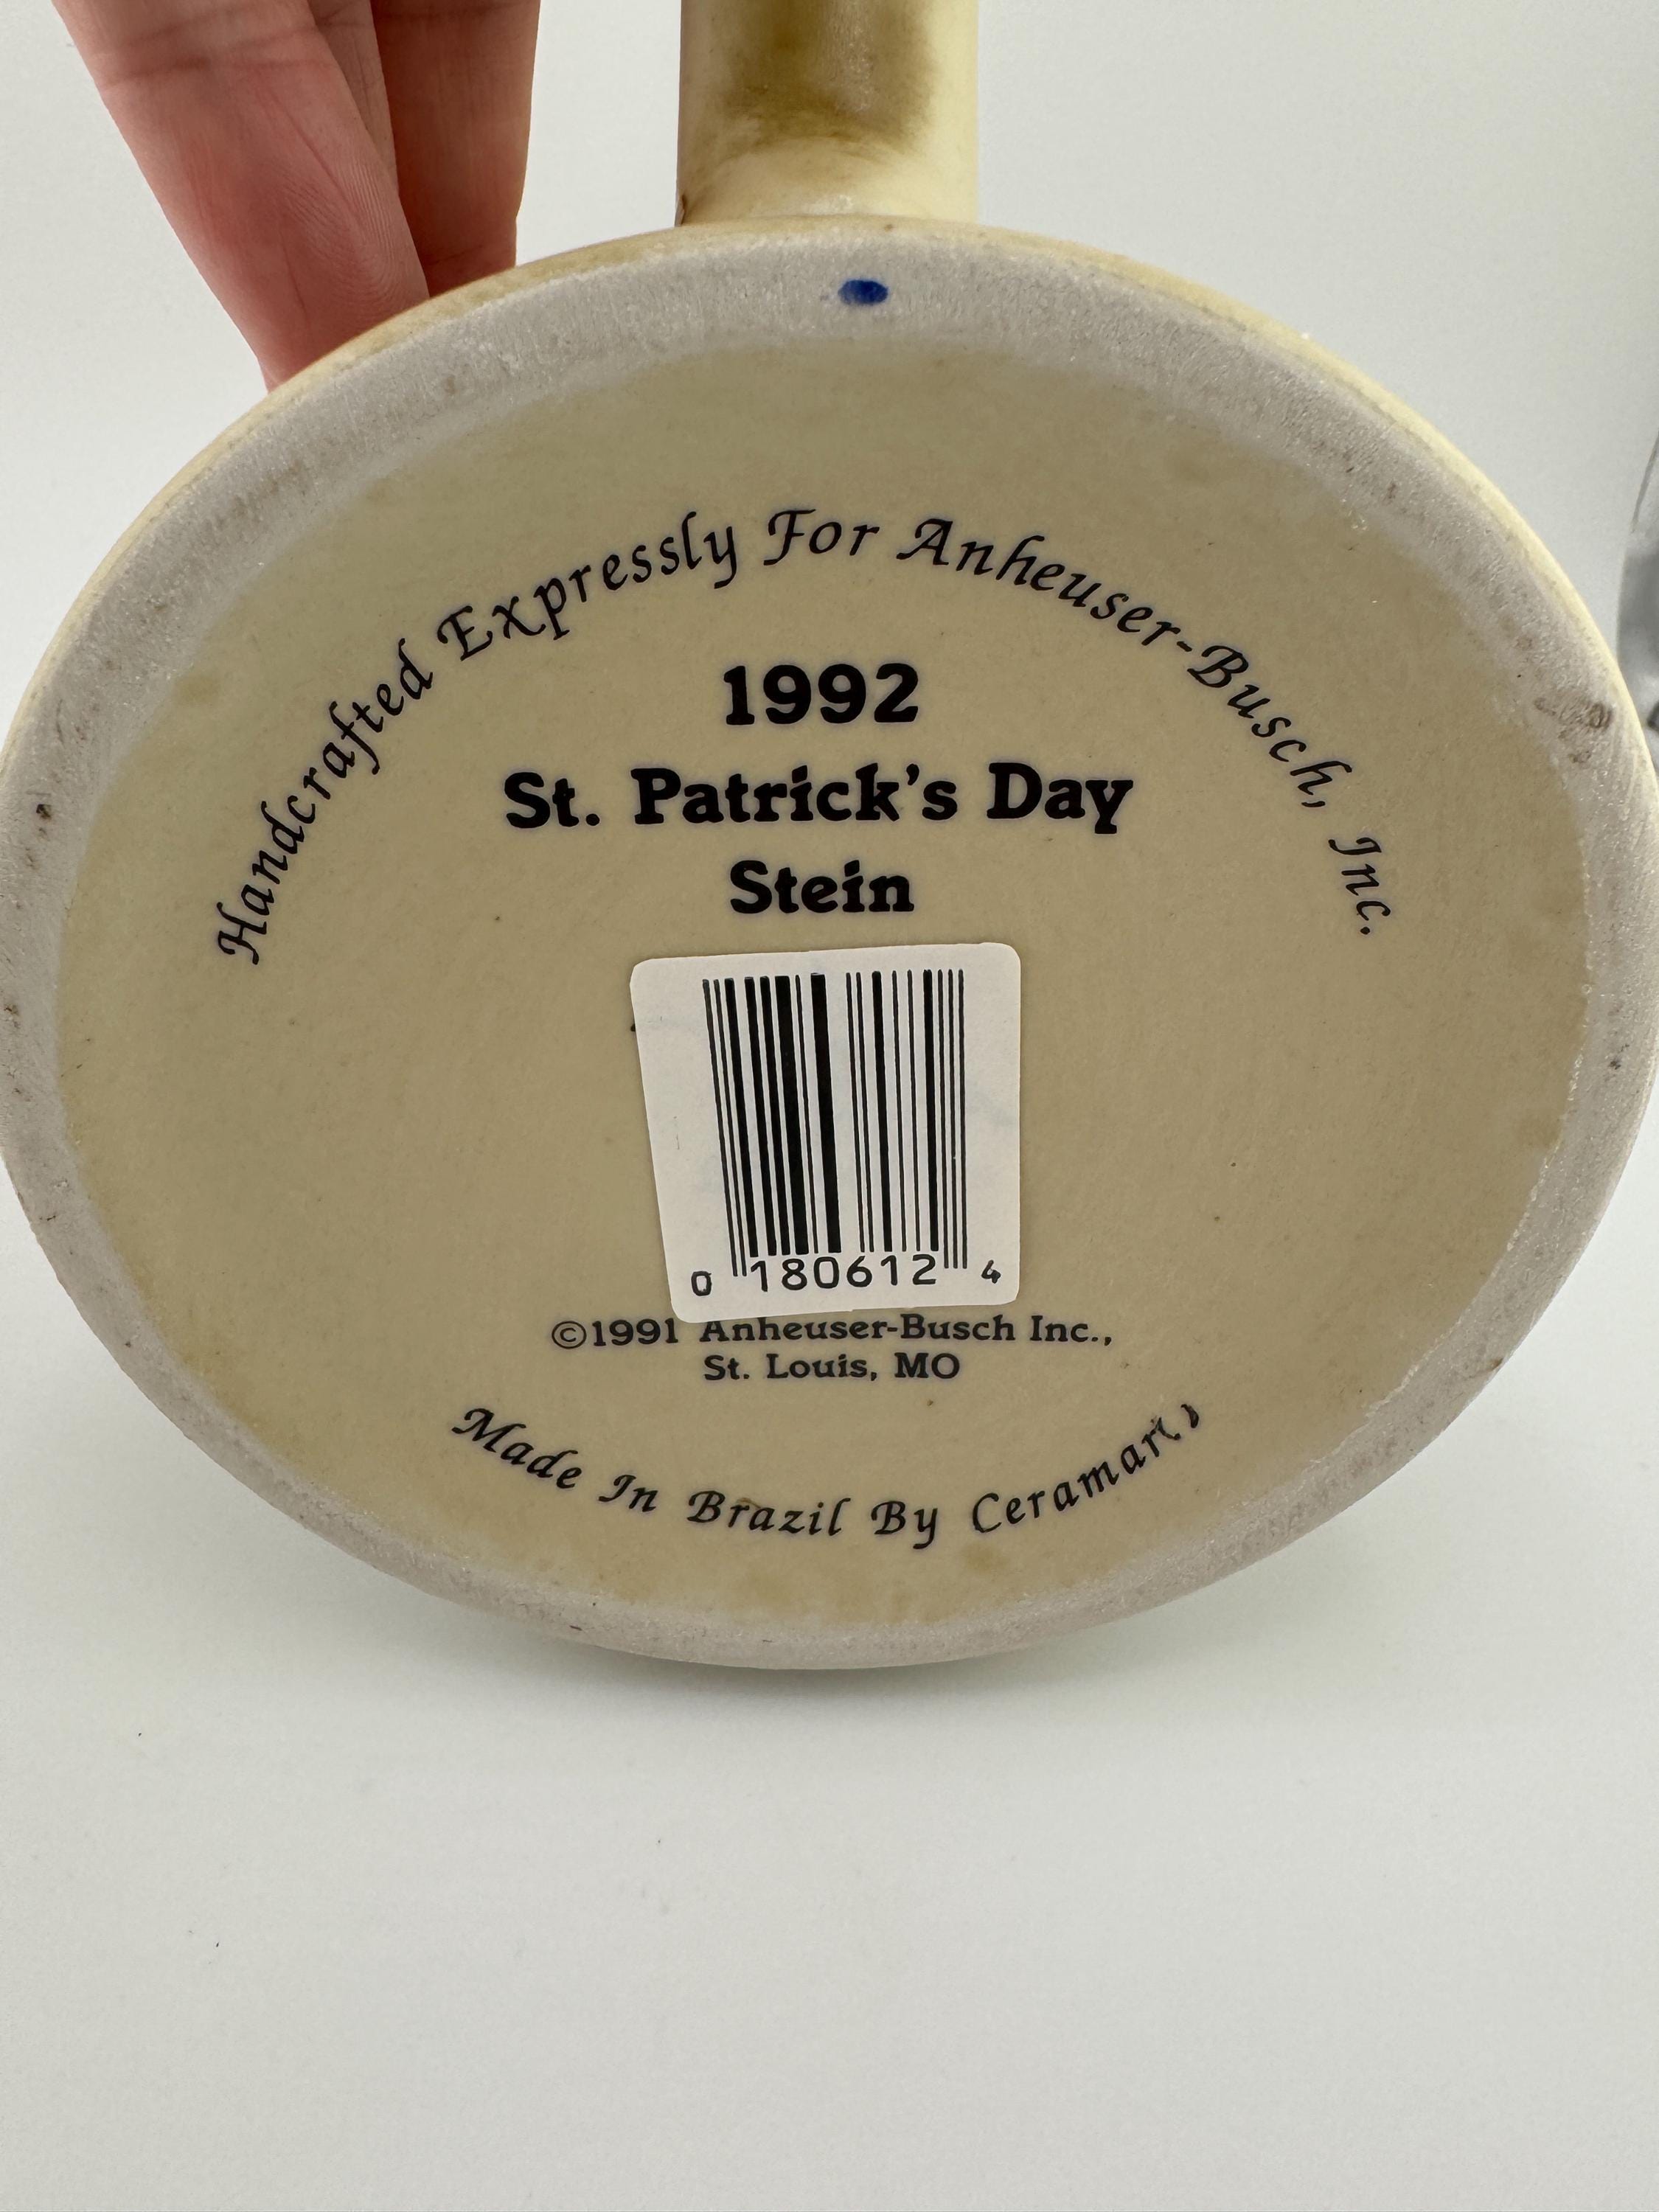 Handcrafted Expressly For Anheuser-Busch, Inc.
1992
St. Patrick's Day
Stein
0 180612 4
©1991 Anheuser-Busch Inc.,
St. Louis, MO
Made In Brazil By